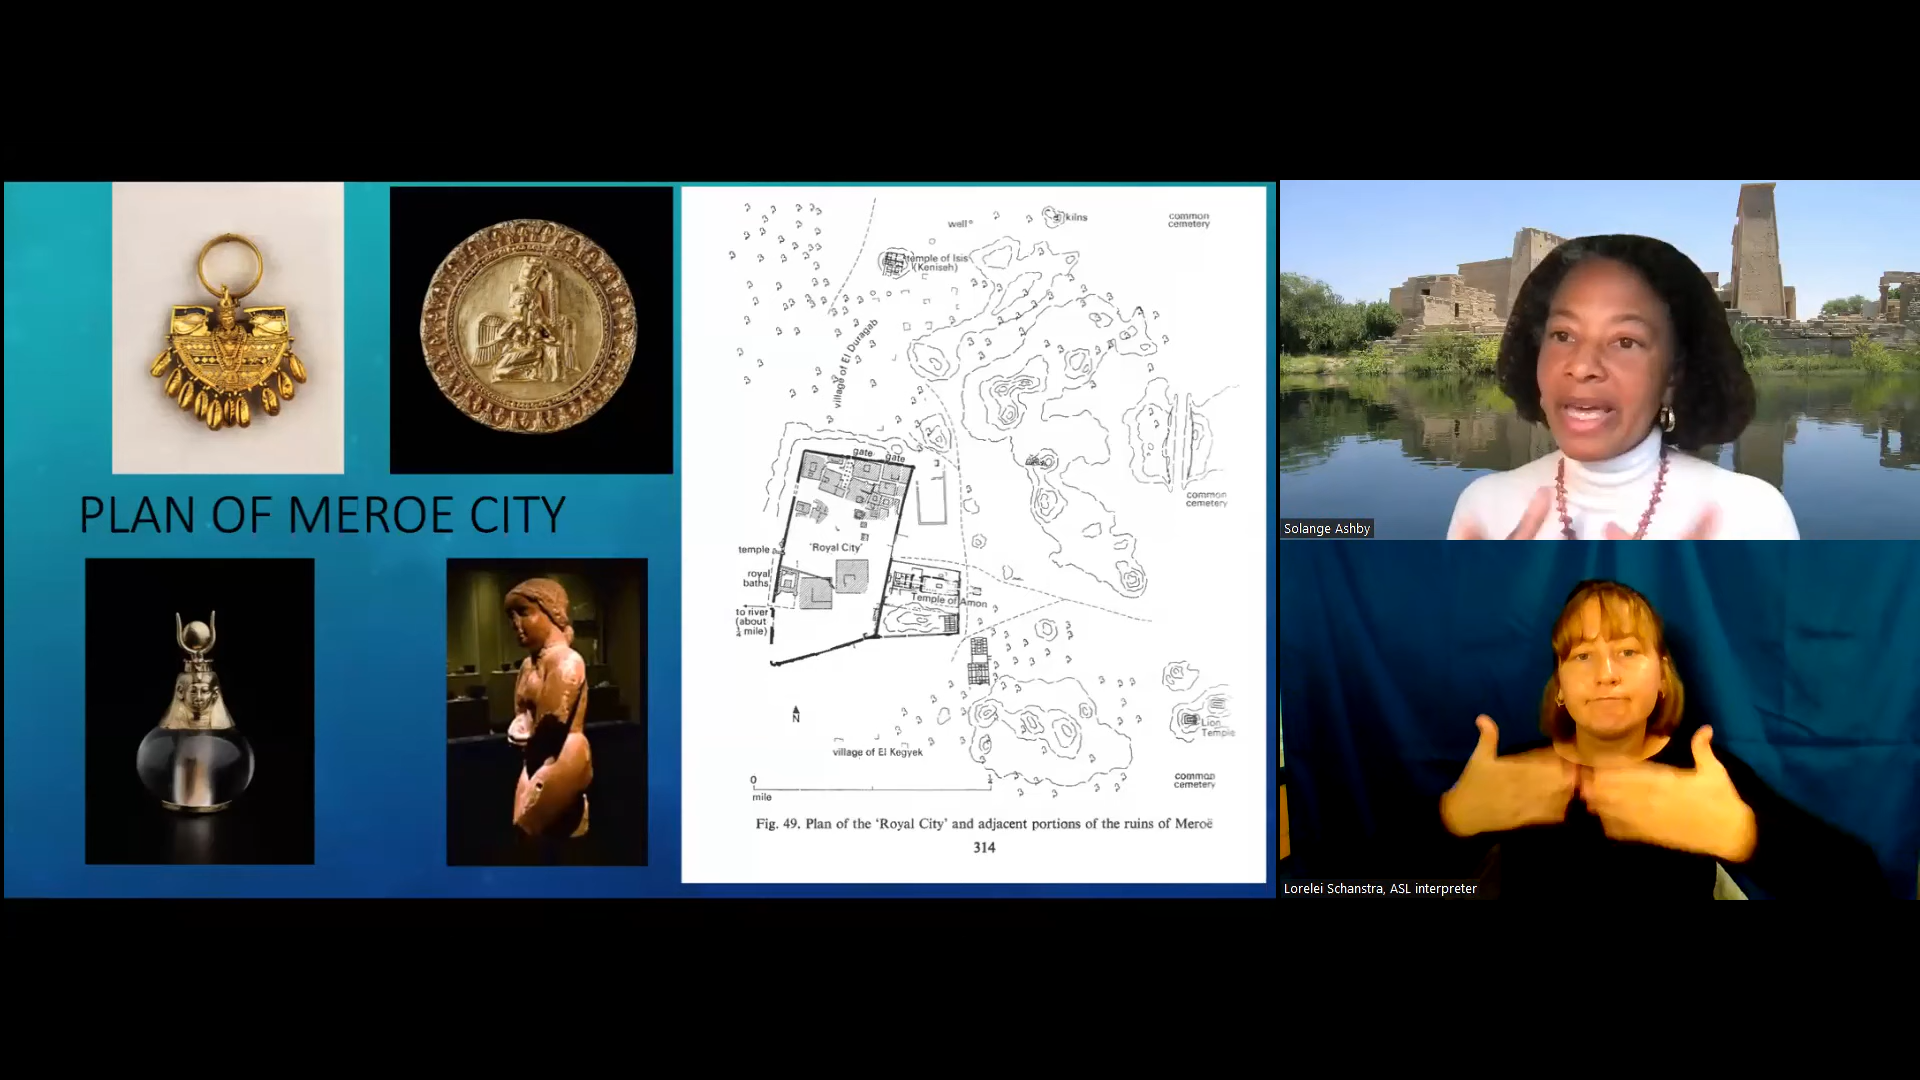 PLAN OF MEROE CITY
well
kilns
common
cemetery
temple of Isis
(Keniseh)
village of El Duragab
common
cemetery
gate
gate
temple
'Royal City'
royal
baths
Temple of Amon
to river
(about
¼ mile)
N
Lion
Temple
village of El Kegyek
common
cemetery
0
1
mile
Fig. 49. Plan of the 'Royal City' and adjacent portions of the ruins of Meroë
314
Solange Ashby
Lorelei Schanstra, ASL interpreter